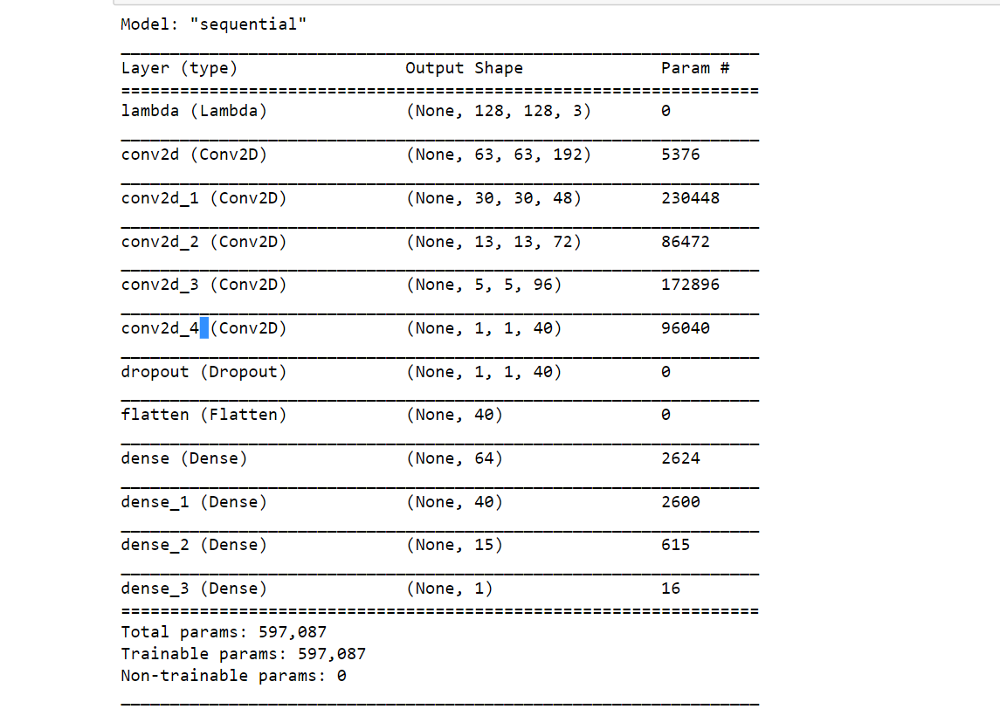 Model: "sequential"
_________________________________________________________________
Layer (type)                 Output Shape              Param #
=================================================================
lambda (Lambda)              (None, 128, 128, 3)       0
_________________________________________________________________
conv2d (Conv2D)              (None, 63, 63, 192)       5376
_________________________________________________________________
conv2d_1 (Conv2D)            (None, 30, 30, 48)        230448
_________________________________________________________________
conv2d_2 (Conv2D)            (None, 13, 13, 72)        86472
_________________________________________________________________
conv2d_3 (Conv2D)            (None, 5, 5, 96)          172896
_________________________________________________________________
conv2d_4 (Conv2D)            (None, 1, 1, 40)          96040
_________________________________________________________________
dropout (Dropout)            (None, 1, 1, 40)          0
_________________________________________________________________
flatten (Flatten)            (None, 40)                0
_________________________________________________________________
dense (Dense)                (None, 64)                2624
_________________________________________________________________
dense_1 (Dense)              (None, 40)                2600
_________________________________________________________________
dense_2 (Dense)              (None, 15)                615
_________________________________________________________________
dense_3 (Dense)              (None, 1)                 16
=================================================================
Total params: 597,087
Trainable params: 597,087
Non-trainable params: 0
_________________________________________________________________